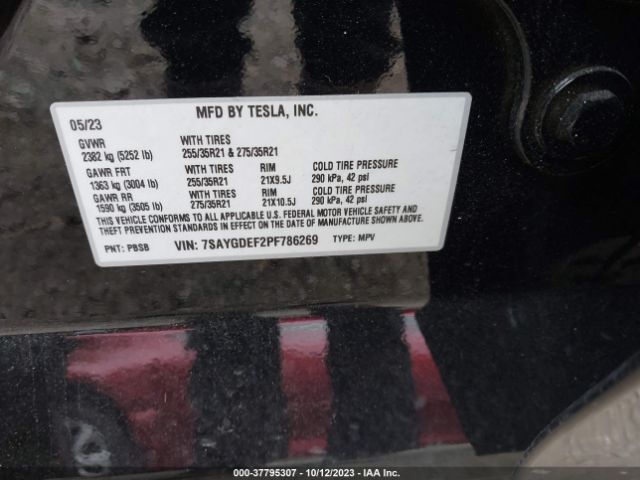 MFD BY TESLA, INC.
05/23
GVWR WITH TIRES
2382 kg (5252 lb) 255/35R21 & 275/35R21
GAWR FRT WITH TIRES RIM COLD TIRE PRESSURE
1363 kg (3004 lb) 255/35R21 21X9.5J 290 kPa, 42 psi
GAWR RR WITH TIRES RIM COLD TIRE PRESSURE
1590 kg (3505 lb) 275/35R21 21X10.5J 290 kPa, 42 psi
THIS VEHICLE CONFORMS TO ALL APPLICABLE U.S. FEDERAL MOTOR VEHICLE SAFETY AND
THEFT PREVENTION STANDARDS IN EFFECT ON THE DATE OF MANUFACTURE SHOWN ABOVE.
PNT: PBSB VIN: 7SAYGDEF2PF786269 TYPE: MPV
000-37795307 - 10/12/2023 - IAA Inc.